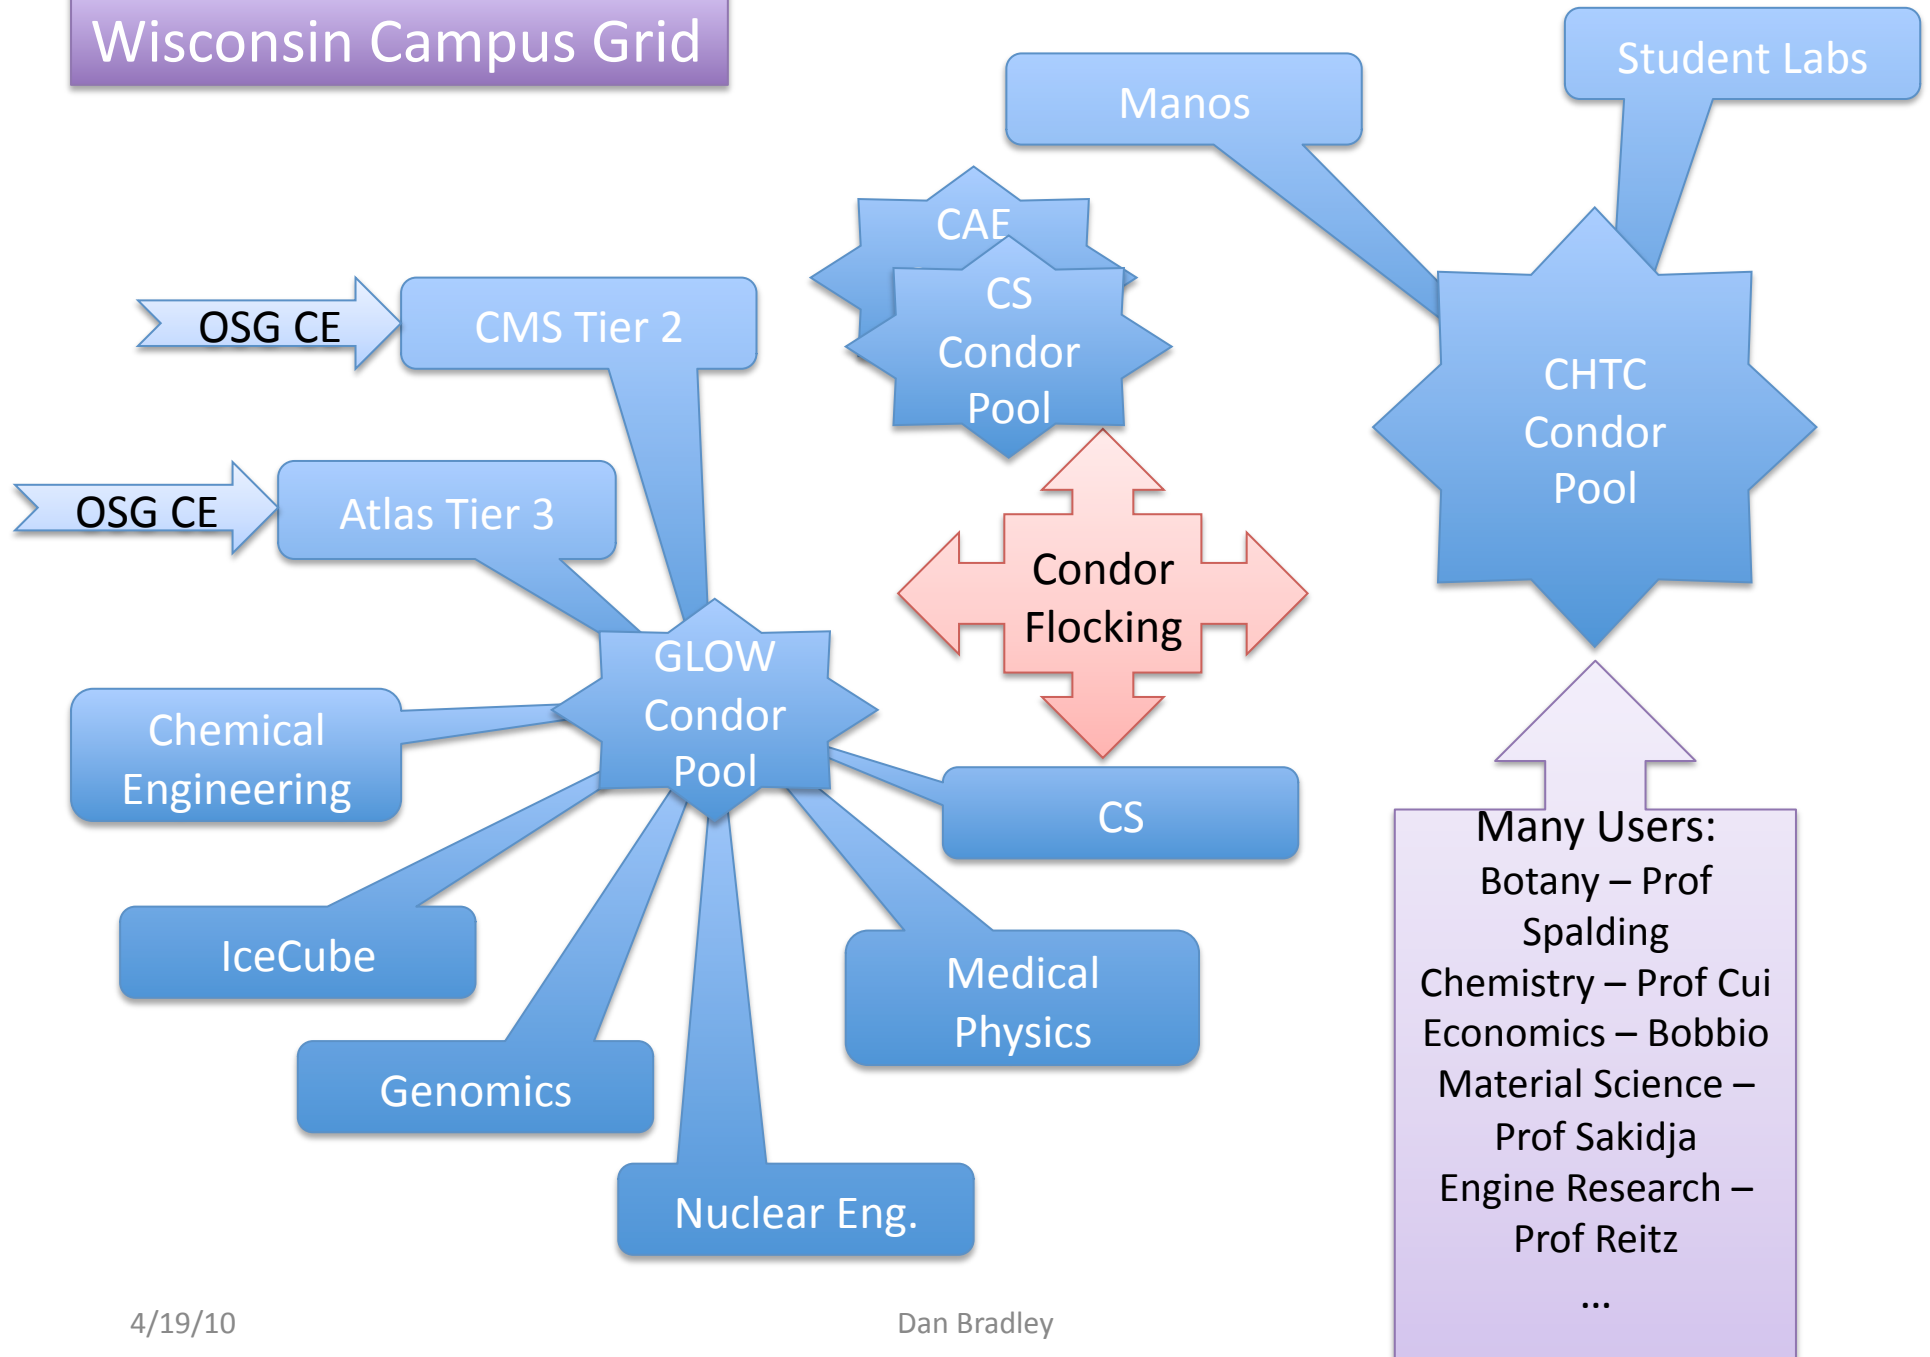 Wisconsin Campus Grid
Manos
Student Labs
CAE
CS
Condor
Pool
OSG CE
CMS Tier 2
CHTC
Condor
Pool
OSG CE
Atlas Tier 3
Condor
Flocking
GLOW
Condor
Pool
Chemical
Engineering
CS
IceCube
Medical
Physics
Genomics
Nuclear Eng.
Many Users:
Botany – Prof
Spalding
Chemistry – Prof Cui
Economics – Bobbio
Material Science –
Prof Sakidja
Engine Research –
Prof Reitz
...
4/19/10
Dan Bradley